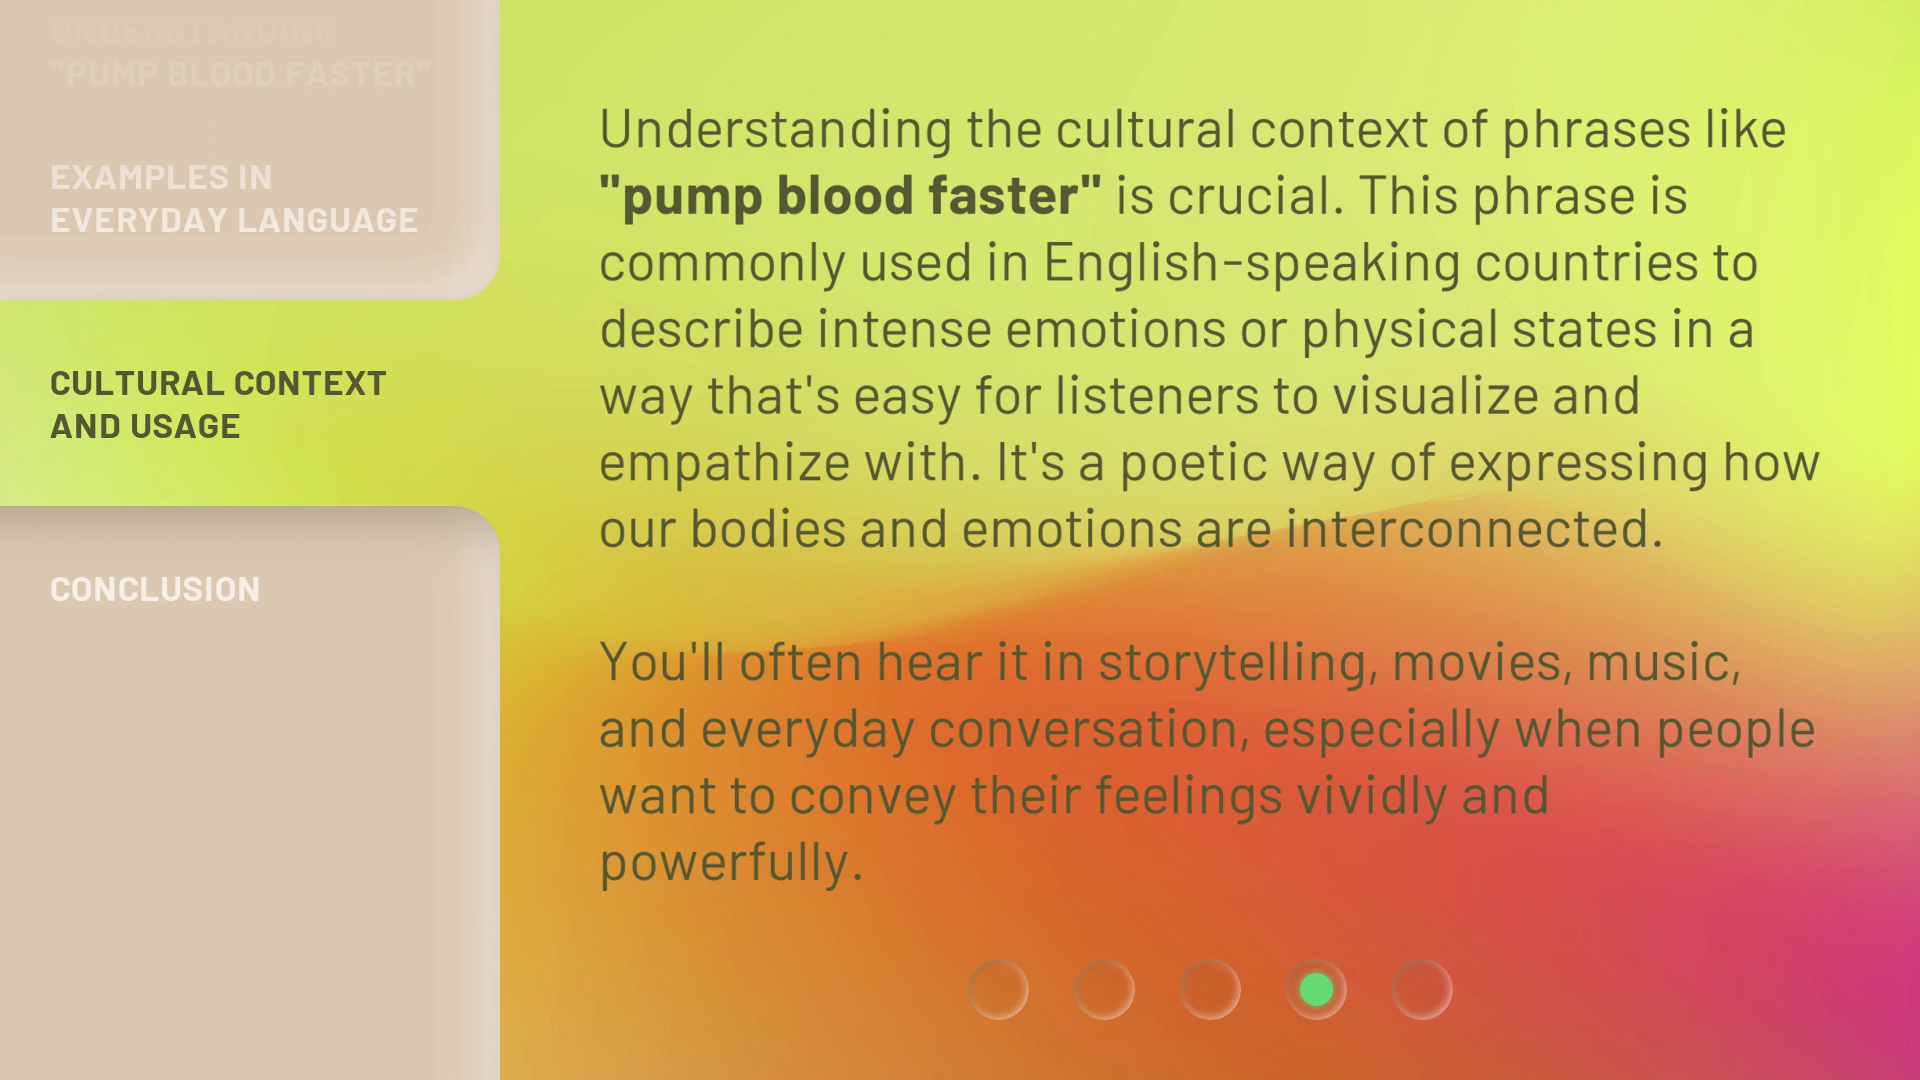 UNDERSTANDING
"PUMP BLOOD FASTER"
EXAMPLES IN
EVERYDAY LANGUAGE
CULTURAL CONTEXT
AND USAGE
CONCLUSION
Understanding the cultural context of phrases like
"pump blood faster" is crucial. This phrase is
commonly used in English-speaking countries to
describe intense emotions or physical states in a
way that's easy for listeners to visualize and
empathize with. It's a poetic way of expressing how
our bodies and emotions are interconnected.
You'll often hear it in storytelling, movies, music,
and everyday conversation, especially when people
want to convey their feelings vividly and
powerfully.